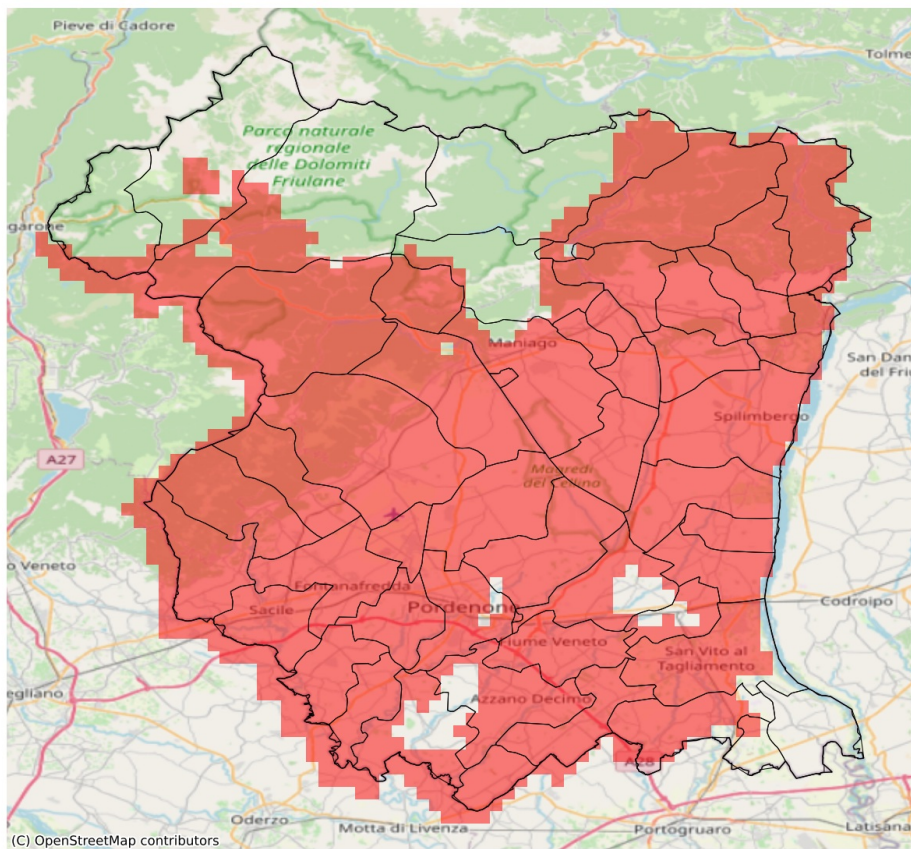 Pieve di Cadore
Tolme
Parco naturale
regionale
delle Dolomiti
Friulane
garone
Maniago
San Dan
del Friu
Spilimbergo
A27
Magredi
del Cellino
o Veneto
Fontanafredda
Sacile
Pordenone
Codroipo
Fiume Veneto
San Vito al
Tagliamento
egliano
Azzano Decimo
A28
Oderzo
Motta di Livenza
Portogruaro
Latisana
(C) OpenStreetMap contributors